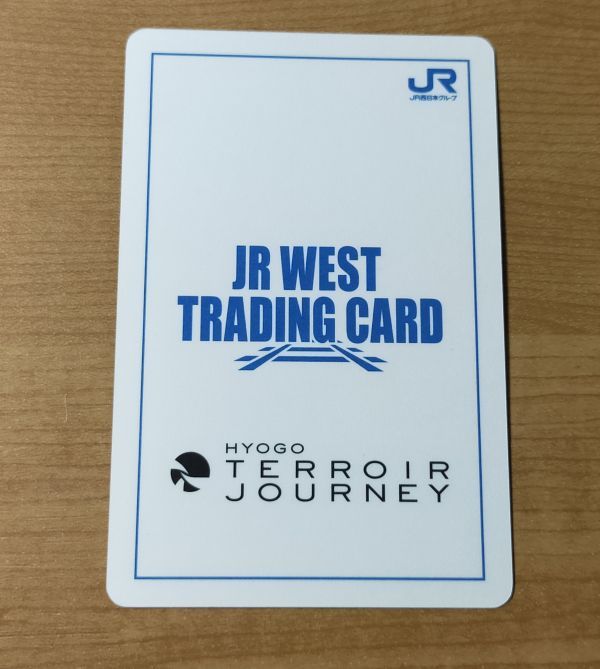 JR
JR西日本グループ
JR WEST
TRADING CARD
HYOGO
TERROIR
JOURNEY